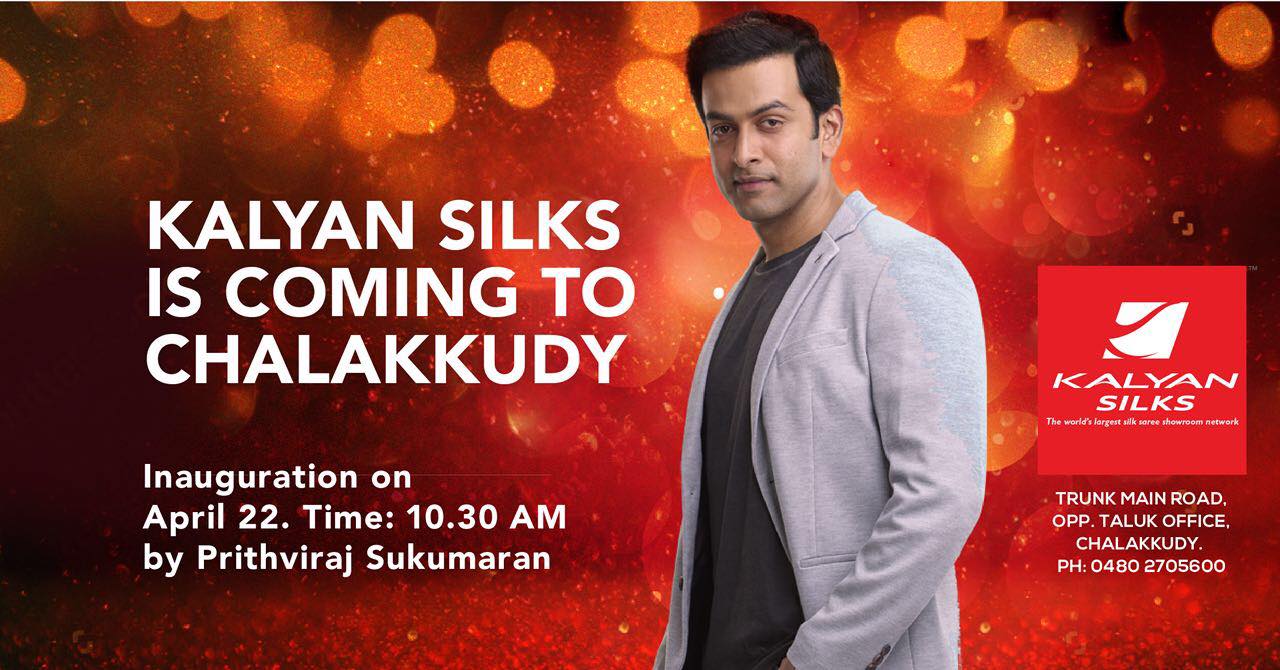 KALYAN SILKS
IS COMING TO
CHALAKKUDY
Inauguration on
April 22. Time: 10.30 AM
by Prithviraj Sukumaran
TM
KALYAN
SILKS
The world's largest silk saree showroom network
TRUNK MAIN ROAD,
OPP. TALUK OFFICE,
CHALAKKUDY.
PH: 0480 2705600